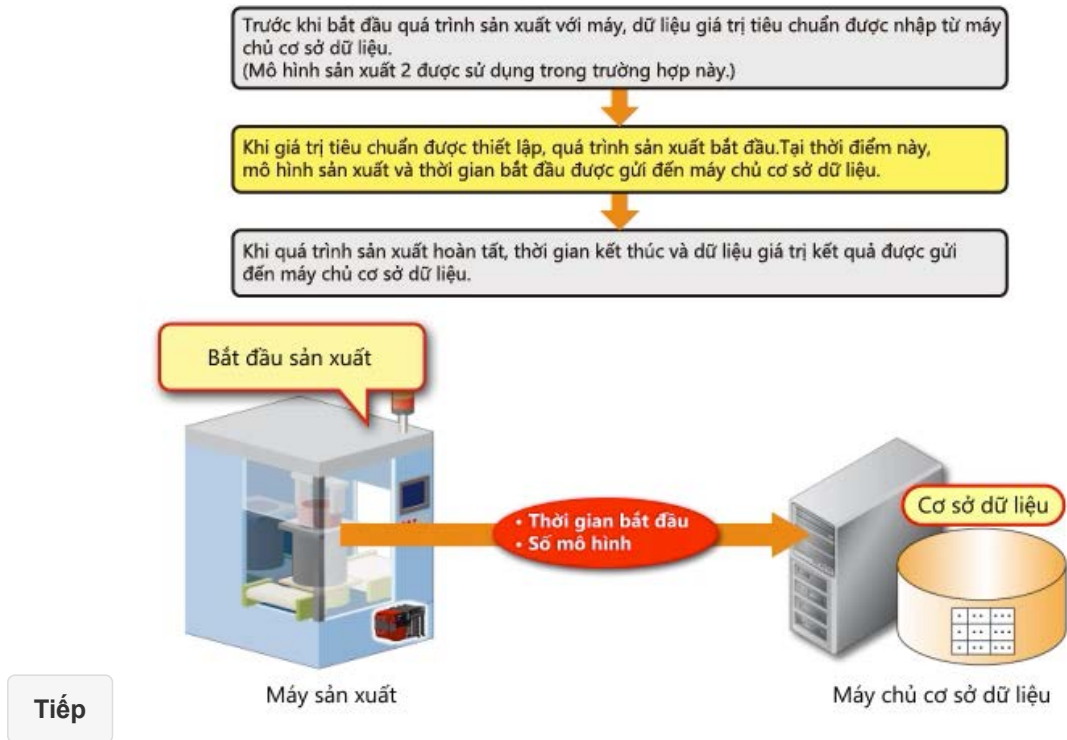 Trước khi bắt đầu quá trình sản xuất với máy, dữ liệu giá trị tiêu chuẩn được nhập từ máy
chủ cơ sở dữ liệu.
(Mô hình sản xuất 2 được sử dụng trong trường hợp này.)
Khi giá trị tiêu chuẩn được thiết lập, quá trình sản xuất bắt đầu.Tại thời điểm này,
mô hình sản xuất và thời gian bắt đầu được gửi đến máy chủ cơ sở dữ liệu.
Khi quá trình sản xuất hoàn tất, thời gian kết thúc và dữ liệu giá trị kết quả được gửi
đến máy chủ cơ sở dữ liệu.
Bắt đầu sản xuất
• Thời gian bắt đầu
• Số mô hình
Cơ sở dữ liệu
Máy sản xuất
Máy chủ cơ sở dữ liệu
Tiếp